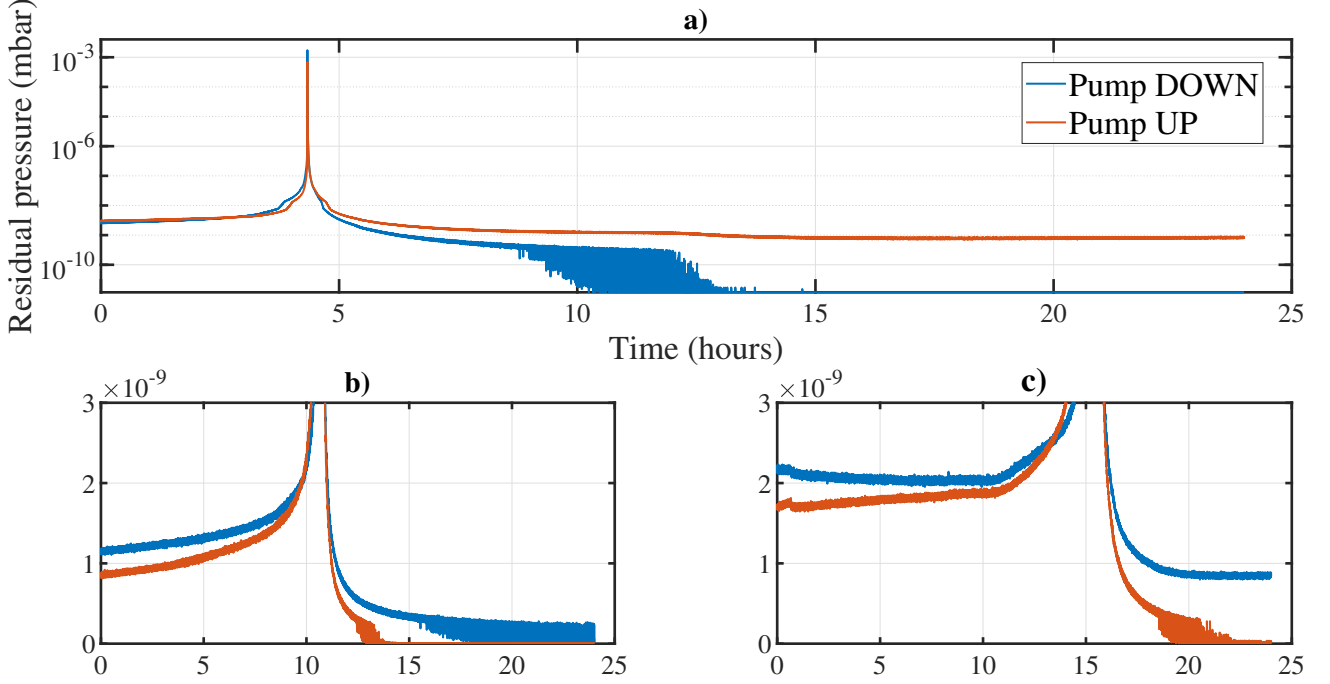 a)
Residual pressure (mbar)
10⁻³
10⁻⁶
10⁻¹⁰
Pump DOWN
Pump UP
0 5 10 15 20 25
Time (hours)
×10⁻⁹ b)
3
2
1
0
0 5 10 15 20 25
×10⁻⁹ c)
3
2
1
0
0 5 10 15 20 25